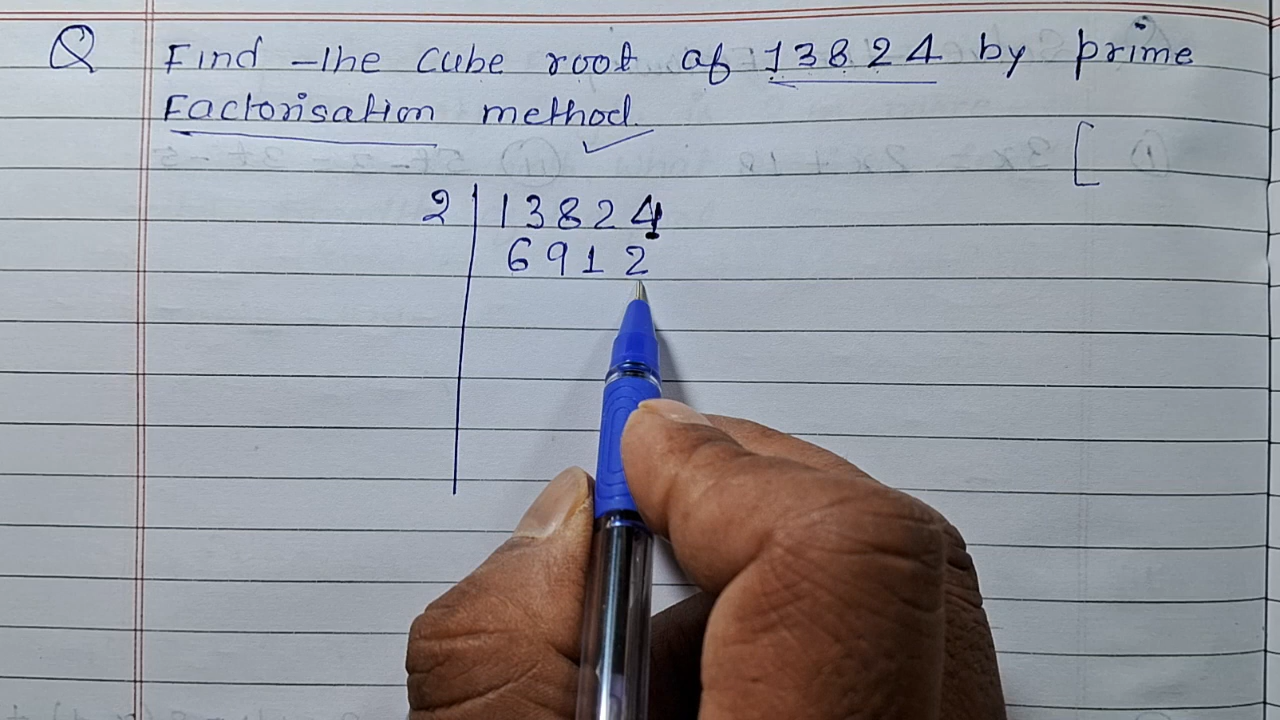 Q Find the cube root of 13824 by prime
Factorisation method.
2 | 13824
6912